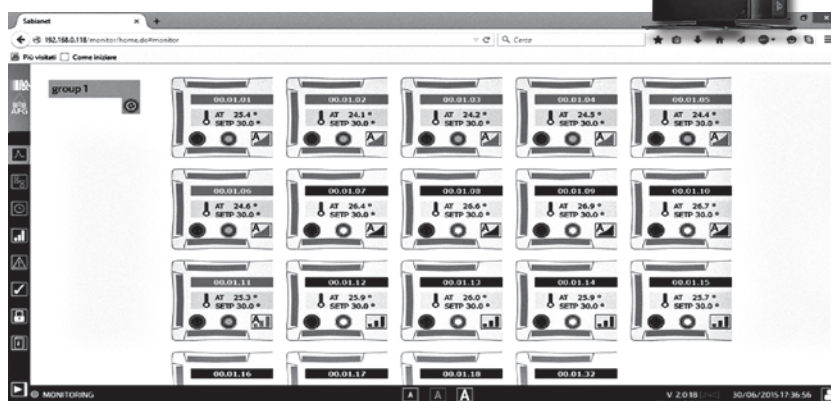 Sabianet
192.168.0.118/monitor/home.do#monitor
Cerca
Più visitati Come iniziare
group 1
00.01.01
AT 25.4 °
SETP 30.0 °
00.01.02
AT 24.1 °
SETP 30.0 °
00.01.03
AT 24.2 °
SETP 30.0 °
00.01.04
AT 24.5 °
SETP 30.0 °
00.01.05
AT 24.4 °
SETP 30.0 °
00.01.06
AT 24.6 °
SETP 30.0 °
00.01.07
AT 26.4 °
SETP 30.0 °
00.01.08
AT 26.6 °
SETP 30.0 °
00.01.09
AT 26.9 °
SETP 30.0 °
00.01.10
AT 26.7 °
SETP 30.0 °
00.01.11
AT 25.3 °
SETP 30.0 °
00.01.12
AT 25.9 °
SETP 30.0 °
00.01.13
AT 26.0 °
SETP 30.0 °
00.01.14
AT 25.9 °
SETP 30.0 °
00.01.15
AT 25.7 °
SETP 30.0 °
00.01.16
00.01.17
00.01.18
00.01.32
MONITORING
A A A
V 2.0.18
30/06/2015 17:36:56